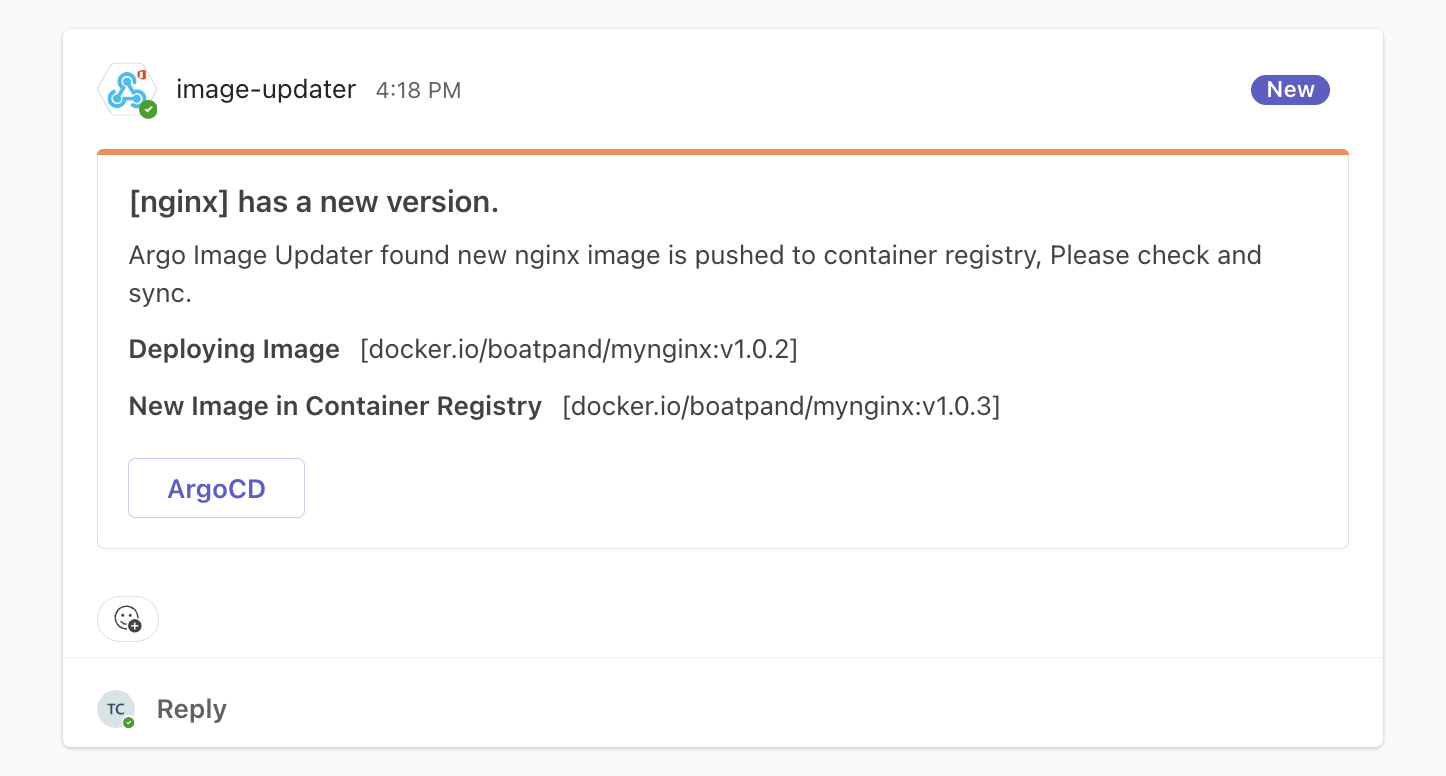 image-updater 4:18 PM New
[nginx] has a new version.
Argo Image Updater found new nginx image is pushed to container registry, Please check and
sync.
Deploying Image [docker.io/boatpand/mynginx:v1.0.2]
New Image in Container Registry [docker.io/boatpand/mynginx:v1.0.3]
ArgoCD
TC Reply